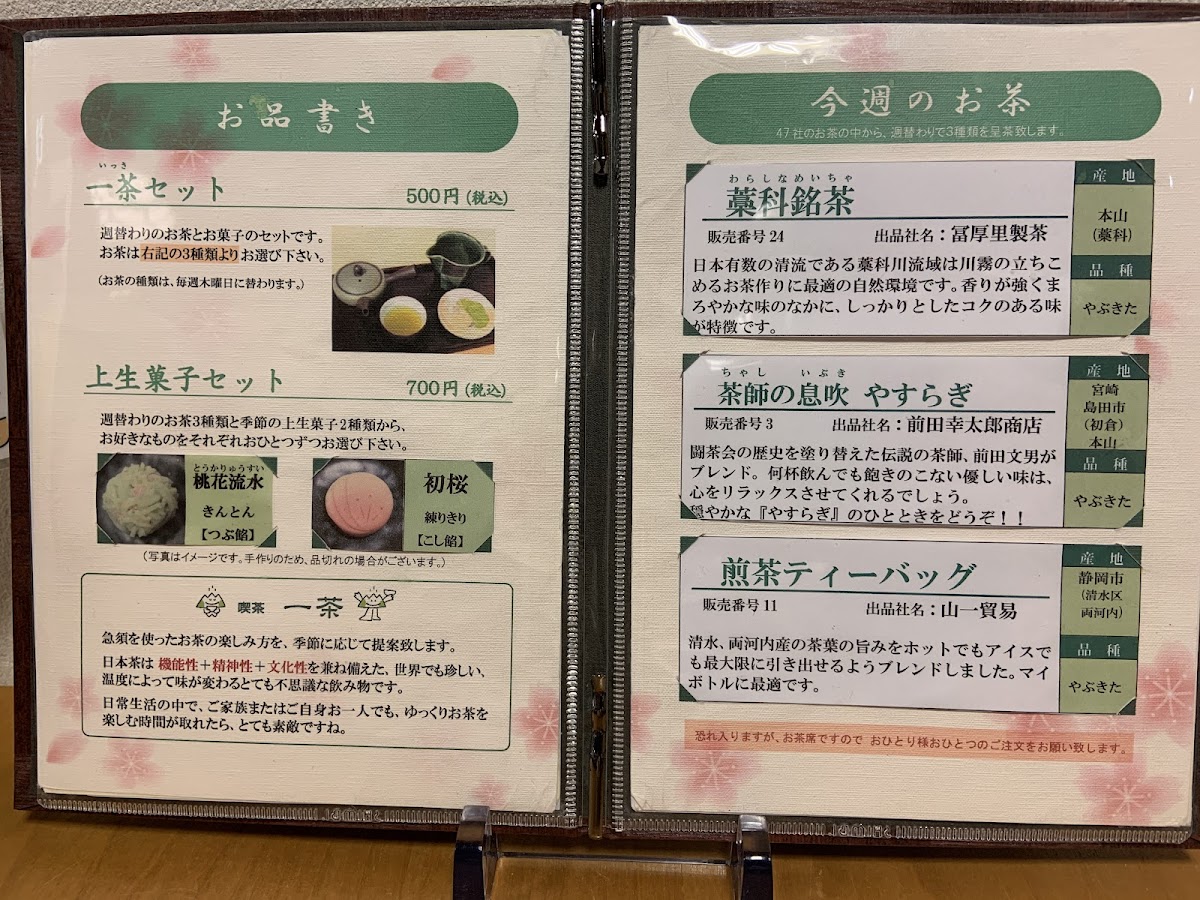 お品書き
いっさ
一茶セット 500円(税込)
週替わりのお茶とお菓子のセットです。
お茶は右記の3種類よりお選び下さい。
(お茶の種類は、毎週木曜日に替わります。)
上生菓子セット 700円(税込)
週替わりのお茶3種類と季節の上生菓子2種類から、
お好きなものをそれぞれおひとつずつお選び下さい。
とうかりゅうすい
桃花流水
きんとん
【つぶ餡】
初桜
練りきり
【こし餡】
(写真はイメージです。手作りのため、品切れの場合がございます。)
喫茶 一茶
急須を使ったお茶の楽しみ方を、季節に応じて提案致します。
日本茶は 機能性+精神性+文化性を兼ね備えた、世界でも珍しい、
温度によって味が変わるとても不思議な飲み物です。
日常生活の中で、ご家族またはご自身お一人でも、ゆっくりお茶を
楽しむ時間が取れたら、とても素敵ですね。
今週のお茶
47社のお茶の中から、週替わりで3種類を呈茶致します。
わらしなめいちゃ
藁科銘茶
販売番号24 出品社名:冨厚里製茶
日本有数の清流である藁科川流域は川霧の立ちこ
めるお茶作りに最適の自然環境です。香りが強くま
ろやかな味のなかに、しっかりとしたコクのある味
が特徴です。
産地
本山
(藁科)
品種
やぶきた
ちゃし いぶき
茶師の息吹 やすらぎ
販売番号3 出品社名:前田幸太郎商店
闘茶会の歴史を塗り替えた伝説の茶師、前田文男が
ブレンド。何杯飲んでも飽きのこない優しい味は、
心をリラックスさせてくれるでしょう。
穏やかな『やすらぎ』のひとときをどうぞ!!
産地
宮崎
島田市
(初倉)
本山
品種
やぶきた
煎茶ティーバッグ
販売番号11 出品社名:山一貿易
清水、両河内産の茶葉の旨みをホットでもアイスで
も最大限に引き出せるようブレンドしました。マイ
ボトルに最適です。
産地
静岡市
(清水区
両河内)
品種
やぶきた
恐れ入りますが、お茶席ですので おひとり様おひとつのご注文をお願い致します。